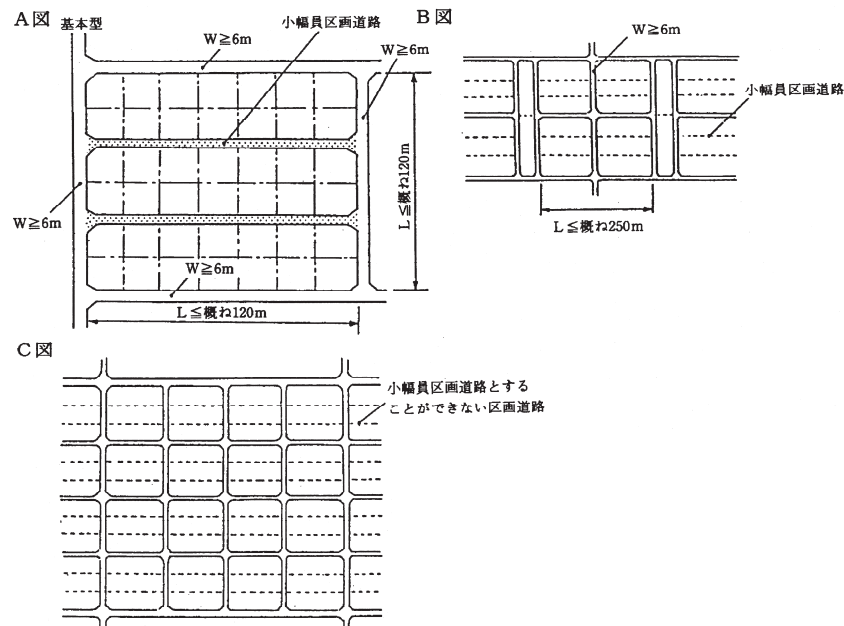 A図 基本型
W≧6m
小幅員区画道路
W≧6m
W≧6m
W≧6m
L≦概ね120m
L≦概ね120m
B図
W≧6m
小幅員区画道路
L≦概ね250m
C図
小幅員区画道路とする
ことができない区画道路